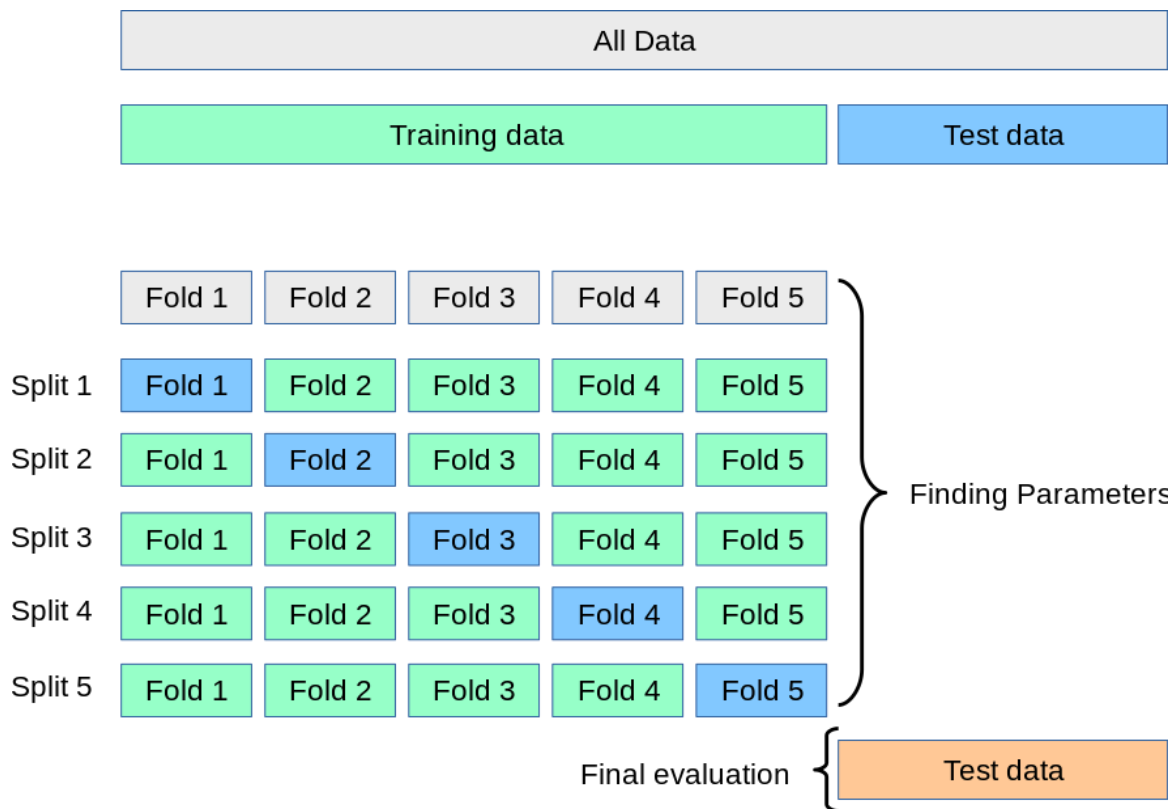 All Data
Training data Test data
Fold 1 Fold 2 Fold 3 Fold 4 Fold 5
Split 1 Fold 1 Fold 2 Fold 3 Fold 4 Fold 5
Split 2 Fold 1 Fold 2 Fold 3 Fold 4 Fold 5
Finding Parameters
Split 3 Fold 1 Fold 2 Fold 3 Fold 4 Fold 5
Split 4 Fold 1 Fold 2 Fold 3 Fold 4 Fold 5
Split 5 Fold 1 Fold 2 Fold 3 Fold 4 Fold 5
Final evaluation Test data